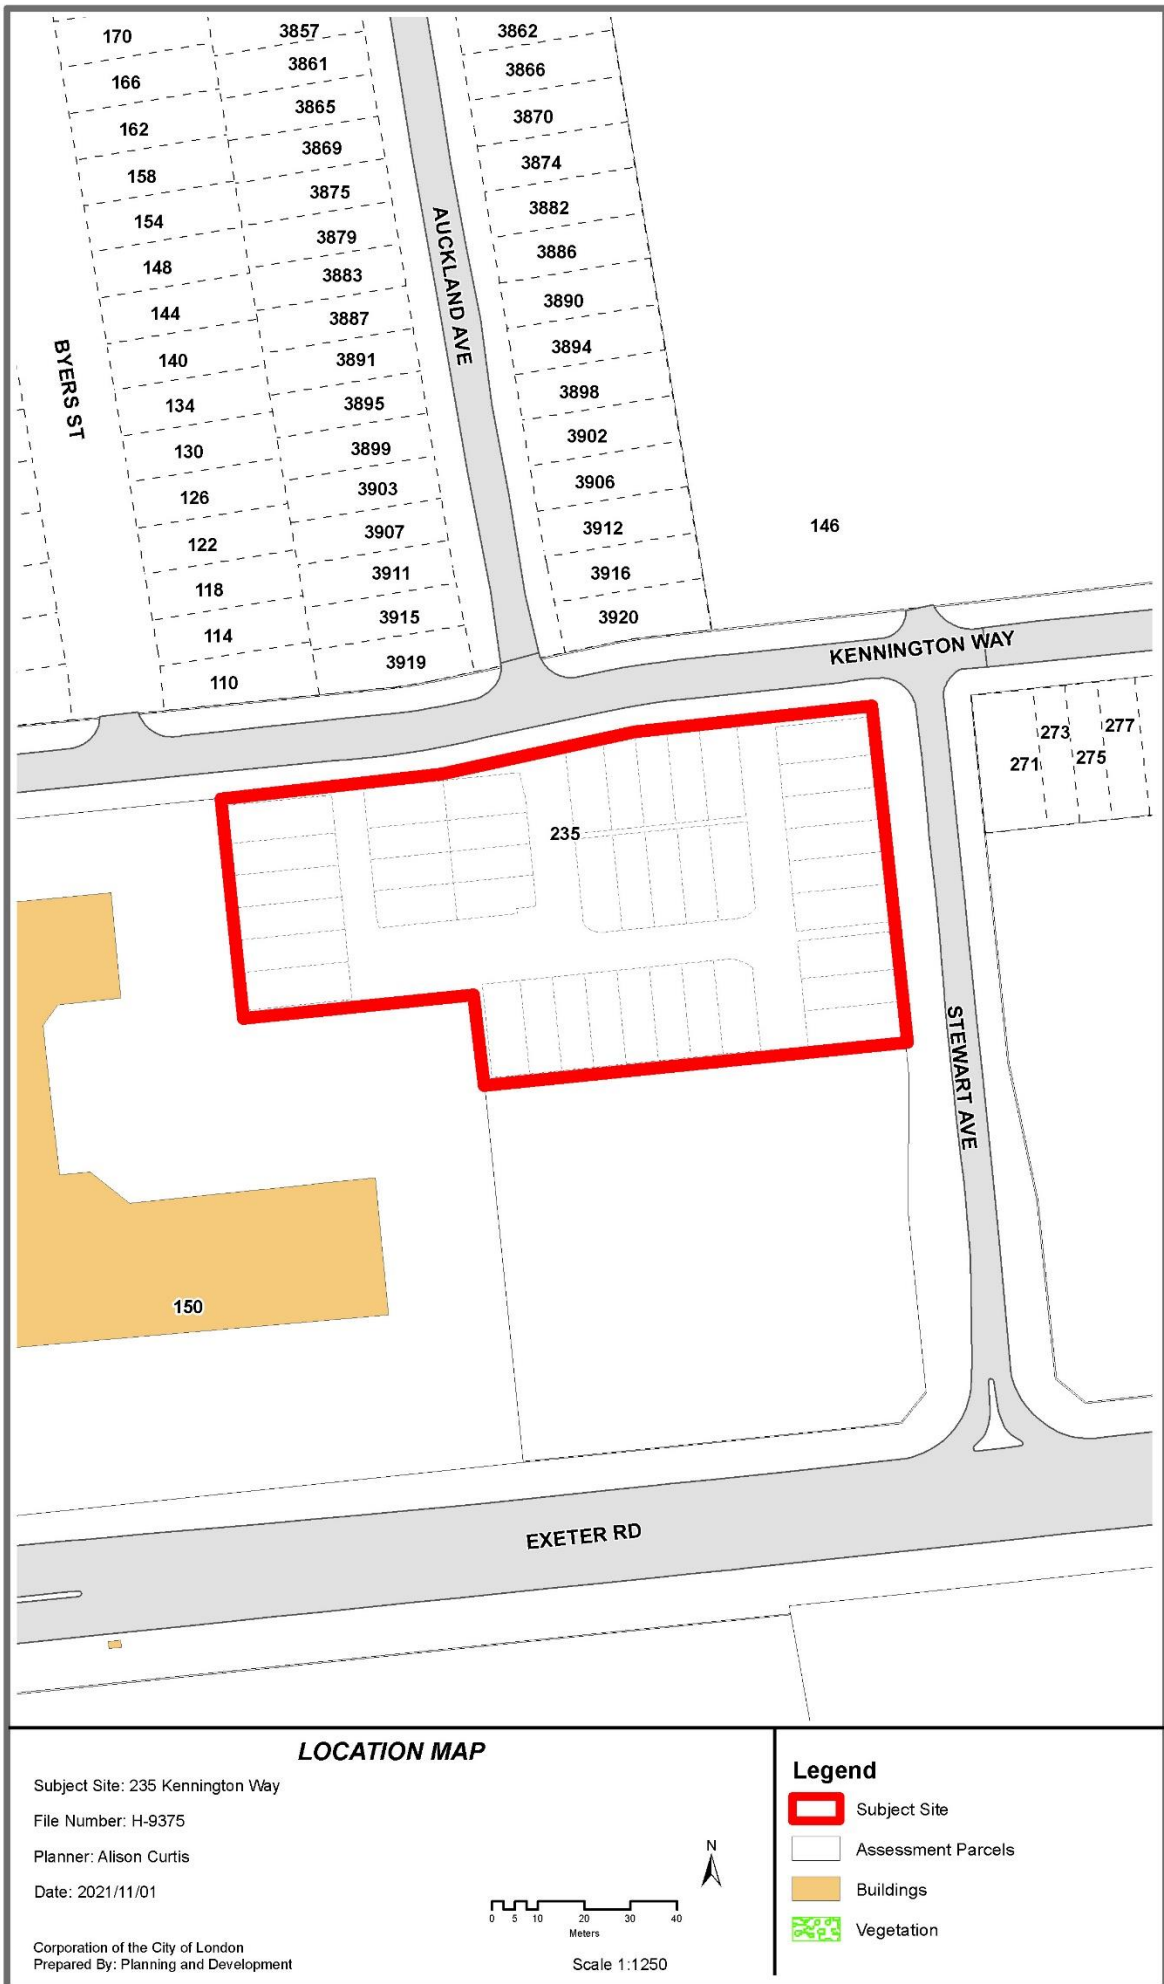 170
3857
3862
166
3861
3866
162
3865
3870
158
3869
3874
154
3875
3882
148
3879
3886
144
3883
3890
140
3887
3894
134
3891
3898
130
3895
3902
126
3899
3906
122
3903
3912
118
3907
3916
114
3911
3920
110
3915
3919
BYERS ST
AUCKLAND AVE
146
KENNINGTON WAY
271
273
275
277
235
STEWART AVE
150
EXETER RD
LOCATION MAP
Subject Site: 235 Kennington Way
File Number: H-9375
Planner: Alison Curtis
Date: 2021/11/01
Corporation of the City of London
Prepared By: Planning and Development
N
0 5 10 20 30 40
Meters
Scale 1:1250
Legend
Subject Site
Assessment Parcels
Buildings
Vegetation